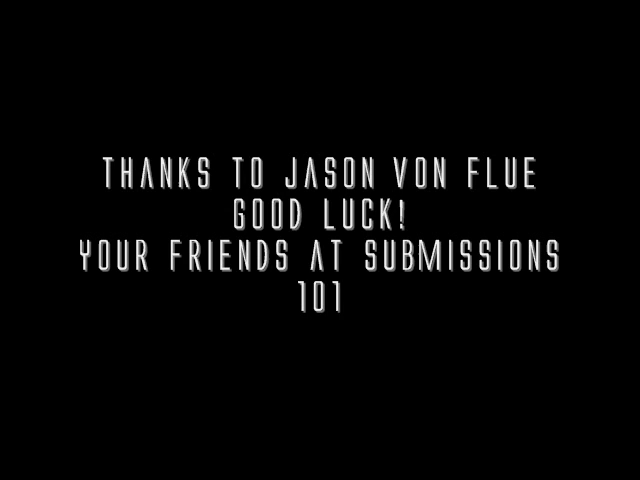 THANKS TO JASON VON FLUE
GOOD LUCK!
YOUR FRIENDS AT SUBMISSIONS
101